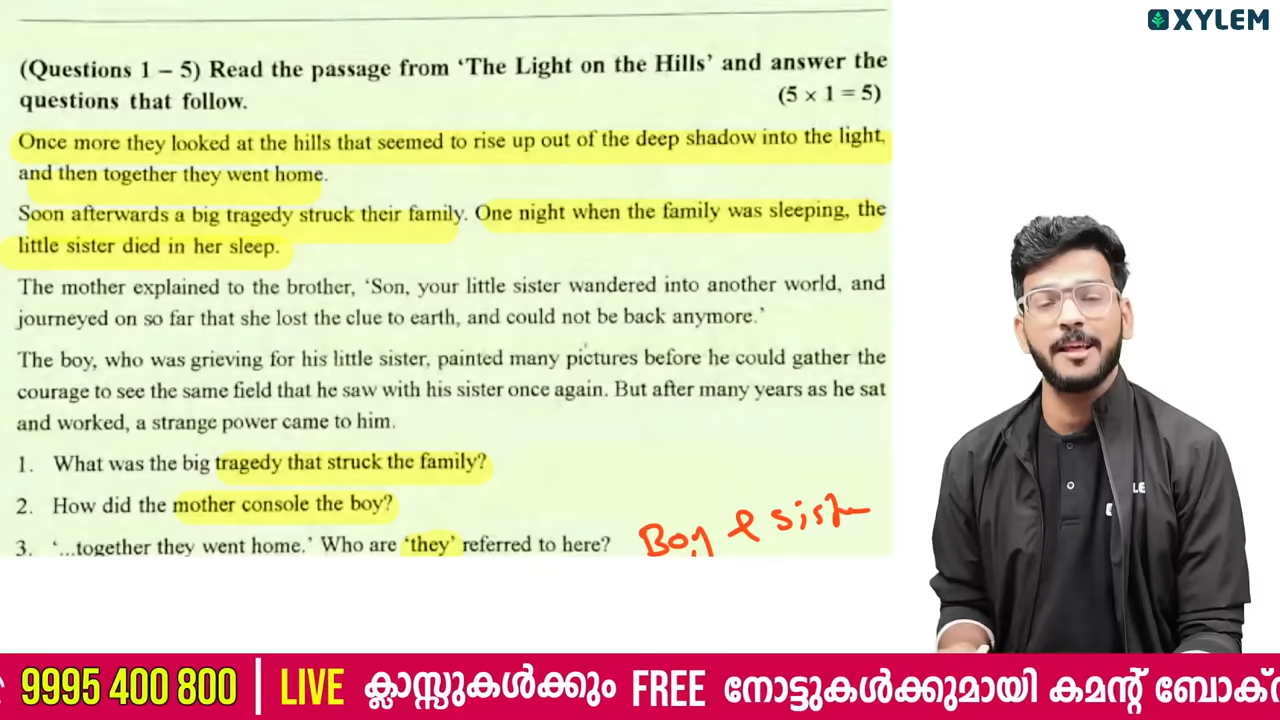 XYLEM
(Questions 1 – 5) Read the passage from ‘The Light on the Hills’ and answer the
questions that follow. (5 × 1 = 5)
Once more they looked at the hills that seemed to rise up out of the deep shadow into the light,
and then together they went home.
Soon afterwards a big tragedy struck their family. One night when the family was sleeping, the
little sister died in her sleep.
The mother explained to the brother, ‘Son, your little sister wandered into another world, and
journeyed on so far that she lost the clue to earth, and could not be back anymore.’
The boy, who was grieving for his little sister, painted many pictures before he could gather the
courage to see the same field that he saw with his sister once again. But after many years as he sat
and worked, a strange power came to him.
1. What was the big tragedy that struck the family?
2. How did the mother console the boy?
3. ‘...together they went home.’ Who are ‘they’ referred to here? Boy & sister
9995 400 800 | LIVE ക്ലാസ്സുകൾക്കും FREE നോട്ടുകൾക്കുമായി കമന്റ്